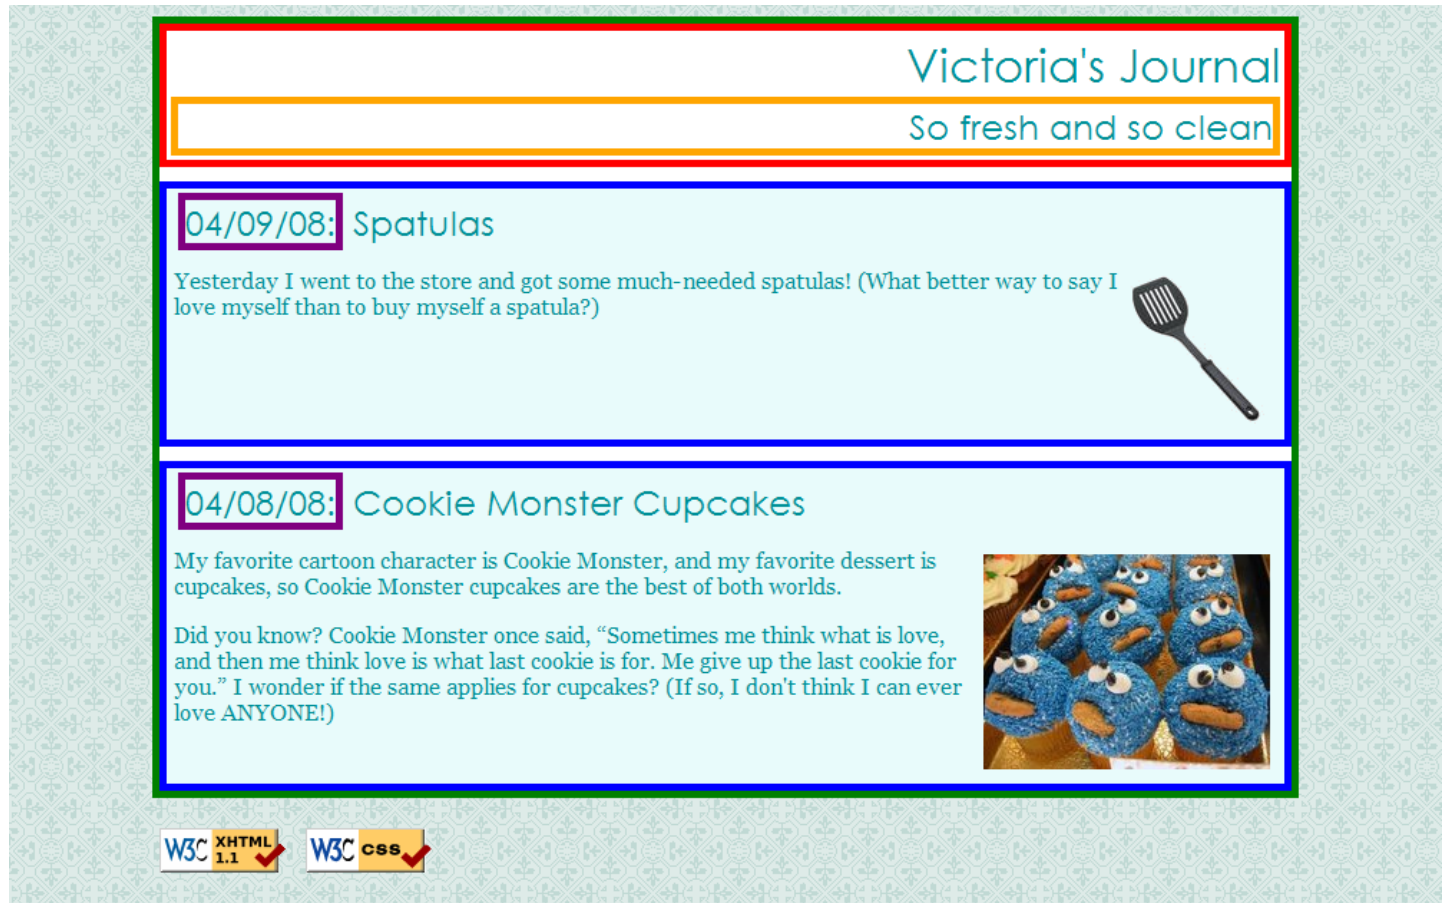 Victoria's Journal
So fresh and so clean
04/09/08: Spatulas
Yesterday I went to the store and got some much-needed spatulas! (What better way to say I
love myself than to buy myself a spatula?)
04/08/08: Cookie Monster Cupcakes
My favorite cartoon character is Cookie Monster, and my favorite dessert is
cupcakes, so Cookie Monster cupcakes are the best of both worlds.
Did you know? Cookie Monster once said, “Sometimes me think what is love,
and then me think love is what last cookie is for. Me give up the last cookie for
you.” I wonder if the same applies for cupcakes? (If so, I don't think I can ever
love ANYONE!)
W3C XHTML 1.1 W3C CSS